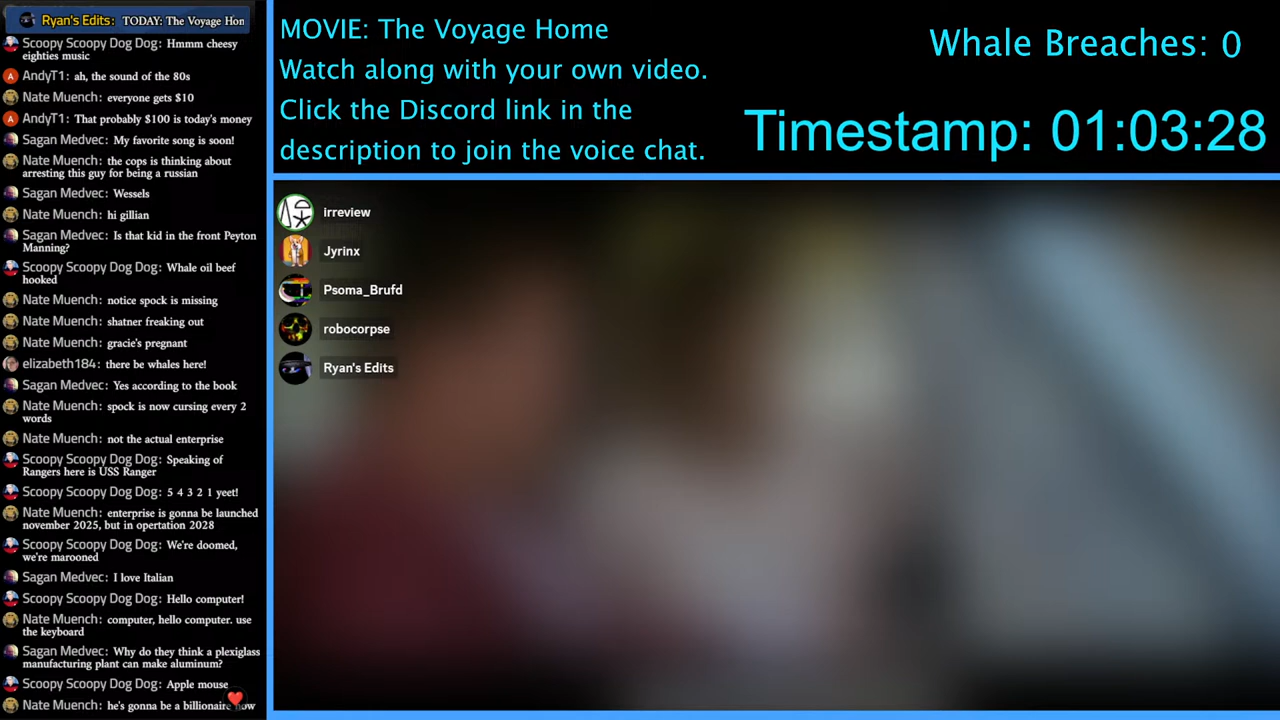 Ryan's Edits: TODAY: The Voyage Hon
Scoopy Scoopy Dog Dog: Hmmm cheesy
eighties music
A AndyT1: ah, the sound of the 80s
Nate Muench: everyone gets $10
A AndyT1: That probably $100 is today's money
Sagan Medvec: My favorite song is soon!
Nate Muench: the cops is thinking about
arresting this guy for being a russian
Sagan Medvec: Wessels
Nate Muench: hi gillian
Sagan Medvec: Is that kid in the front Peyton
Manning?
Scoopy Scoopy Dog Dog: Whale oil beef
hooked
Nate Muench: notice spock is missing
Nate Muench: shatner freaking out
Nate Muench: gracie's pregnant
elizabeth184: there be whales here!
Sagan Medvec: Yes according to the book
Nate Muench: spock is now cursing every 2
words
Nate Muench: not the actual enterprise
Scoopy Scoopy Dog Dog: Speaking of
Rangers here is USS Ranger
Scoopy Scoopy Dog Dog: 5 4 3 2 1 yeet!
Nate Muench: enterprise is gonna be launched
november 2025, but in opertation 2028
Scoopy Scoopy Dog Dog: We're doomed,
we're marooned
Sagan Medvec: I love Italian
Scoopy Scoopy Dog Dog: Hello computer!
Nate Muench: computer, hello computer. use
the keyboard
Sagan Medvec: Why do they think a plexiglass
manufacturing plant can make aluminum?
Scoopy Scoopy Dog Dog: Apple mouse
Nate Muench: he's gonna be a billionaire now
MOVIE: The Voyage Home
Watch along with your own video.
Click the Discord link in the
description to join the voice chat.
Whale Breaches: 0
Timestamp: 01:03:28
irreview
Jyrinx
Psoma_Brufd
robocorpse
Ryan's Edits